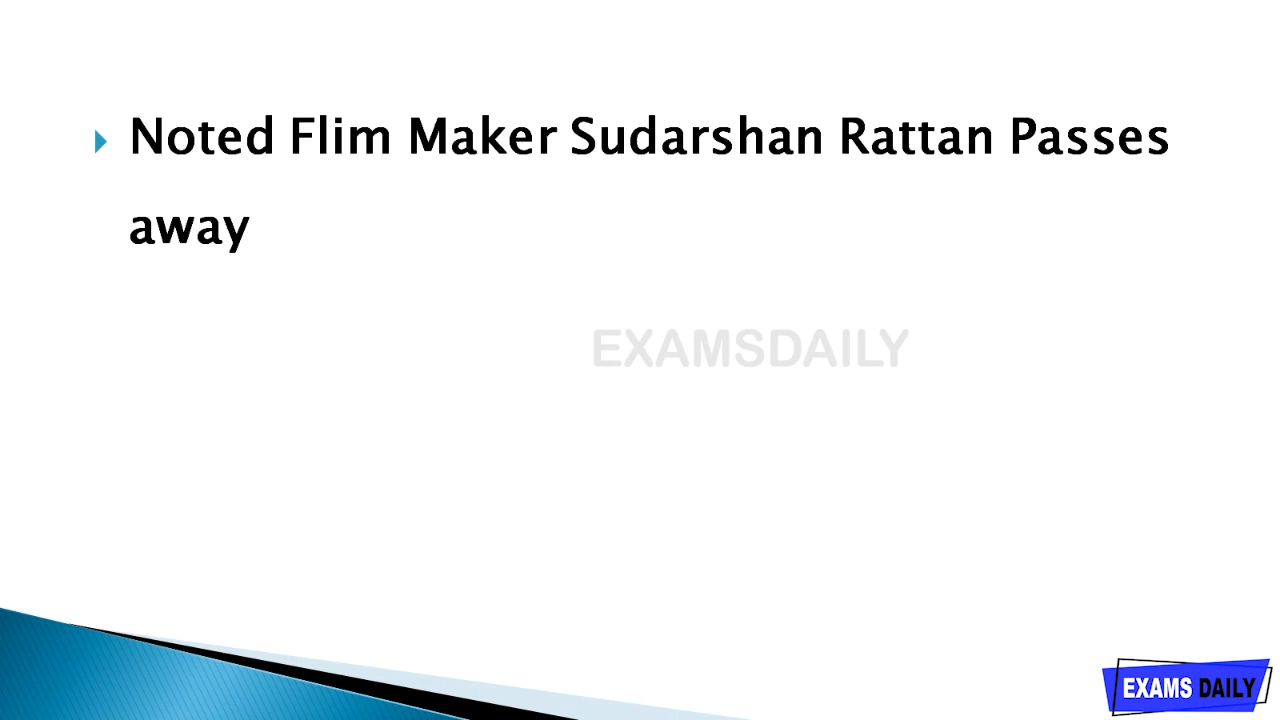 Noted Flim Maker Sudarshan Rattan Passes
away
EXAMSDAILY
EXAMS DAILY